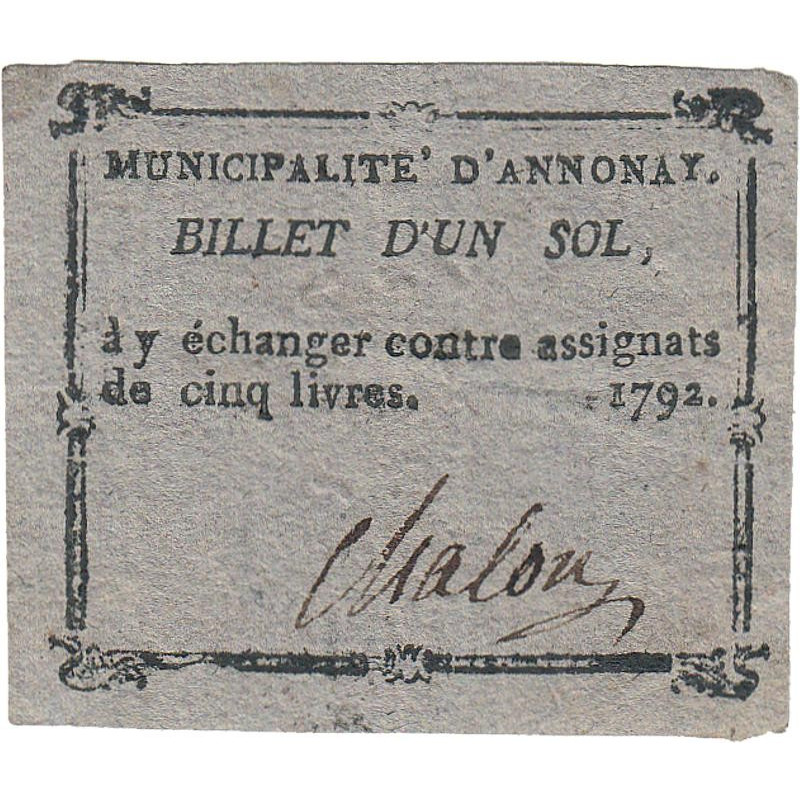 MUNICIPALITE' D'ANNONAY.
BILLET D'UN SOL,
à y échanger contre assignats
de cinq livres. 1792.
Chalon